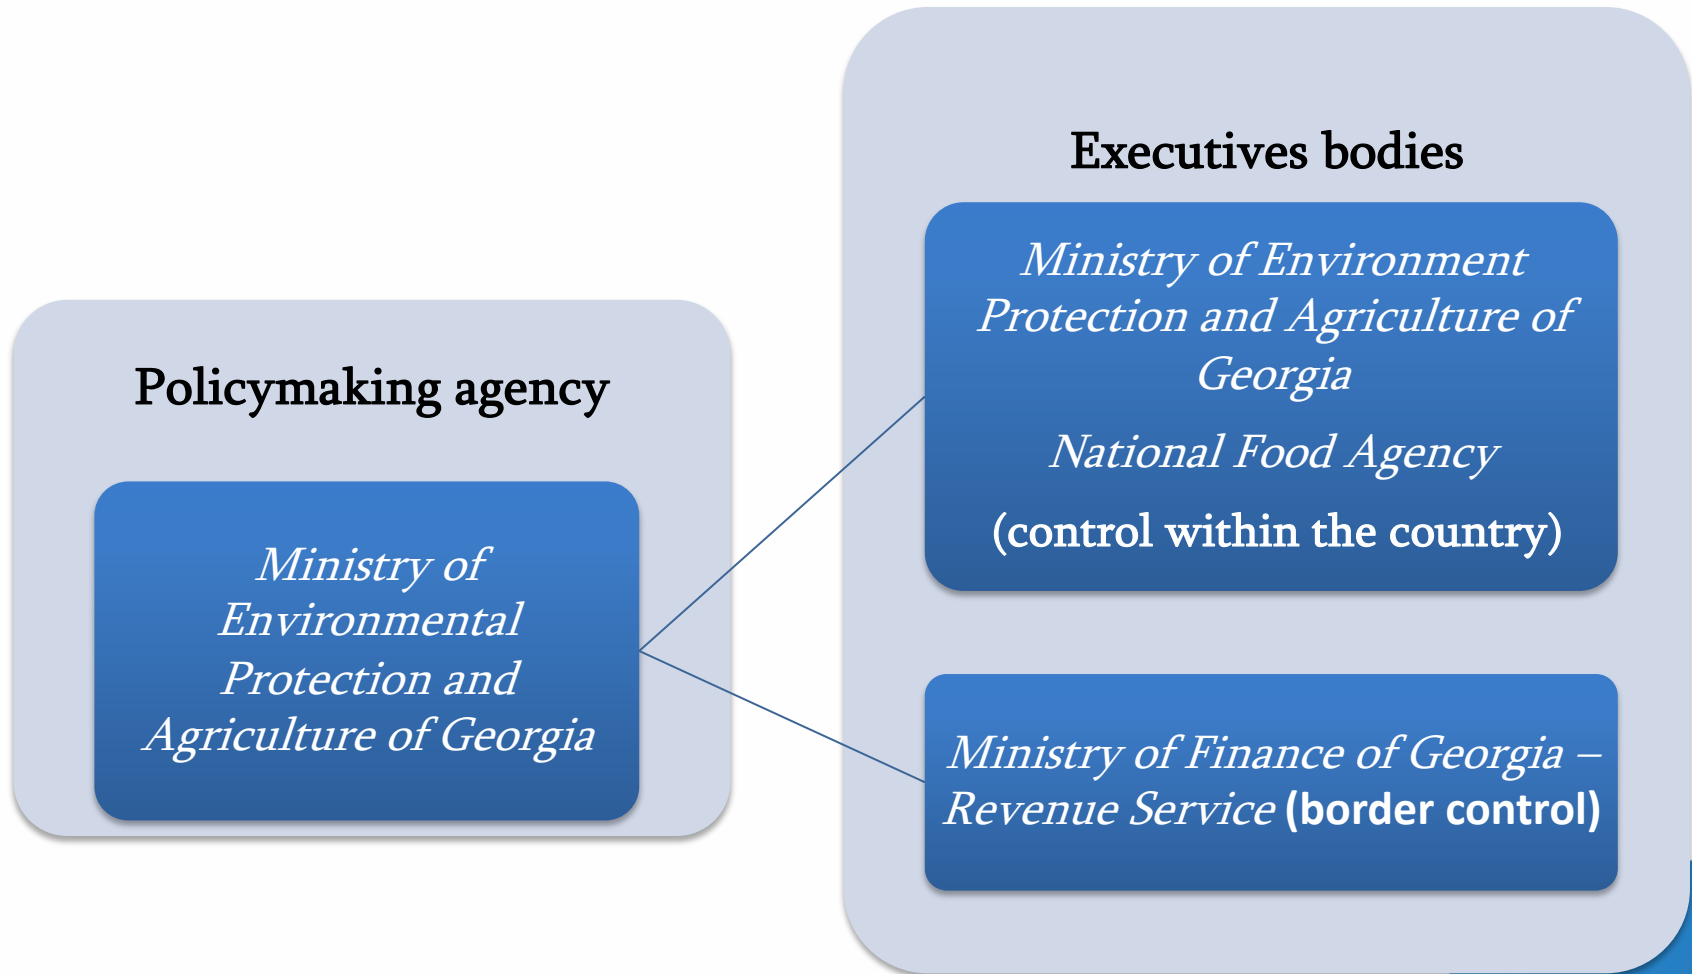 Policymaking agency
Ministry of
Environmental
Protection and
Agriculture of Georgia
Executives bodies
Ministry of Environment
Protection and Agriculture of
Georgia
National Food Agency
(control within the country)
Ministry of Finance of Georgia –
Revenue Service (border control)